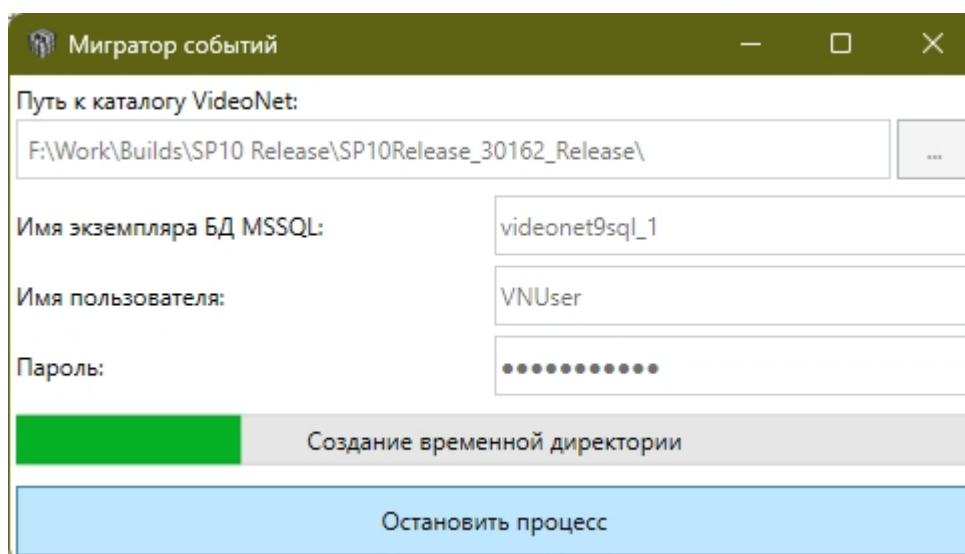 Мигратор событий
Путь к каталогу VideoNet:
F:\Work\Builds\SP10 Release\SP10Release_30162_Release\
...
Имя экземпляра БД MSSQL:
videonet9sql_1
Имя пользователя:
VNUser
Пароль:
●●●●●●●●●●●
Создание временной директории
Остановить процесс